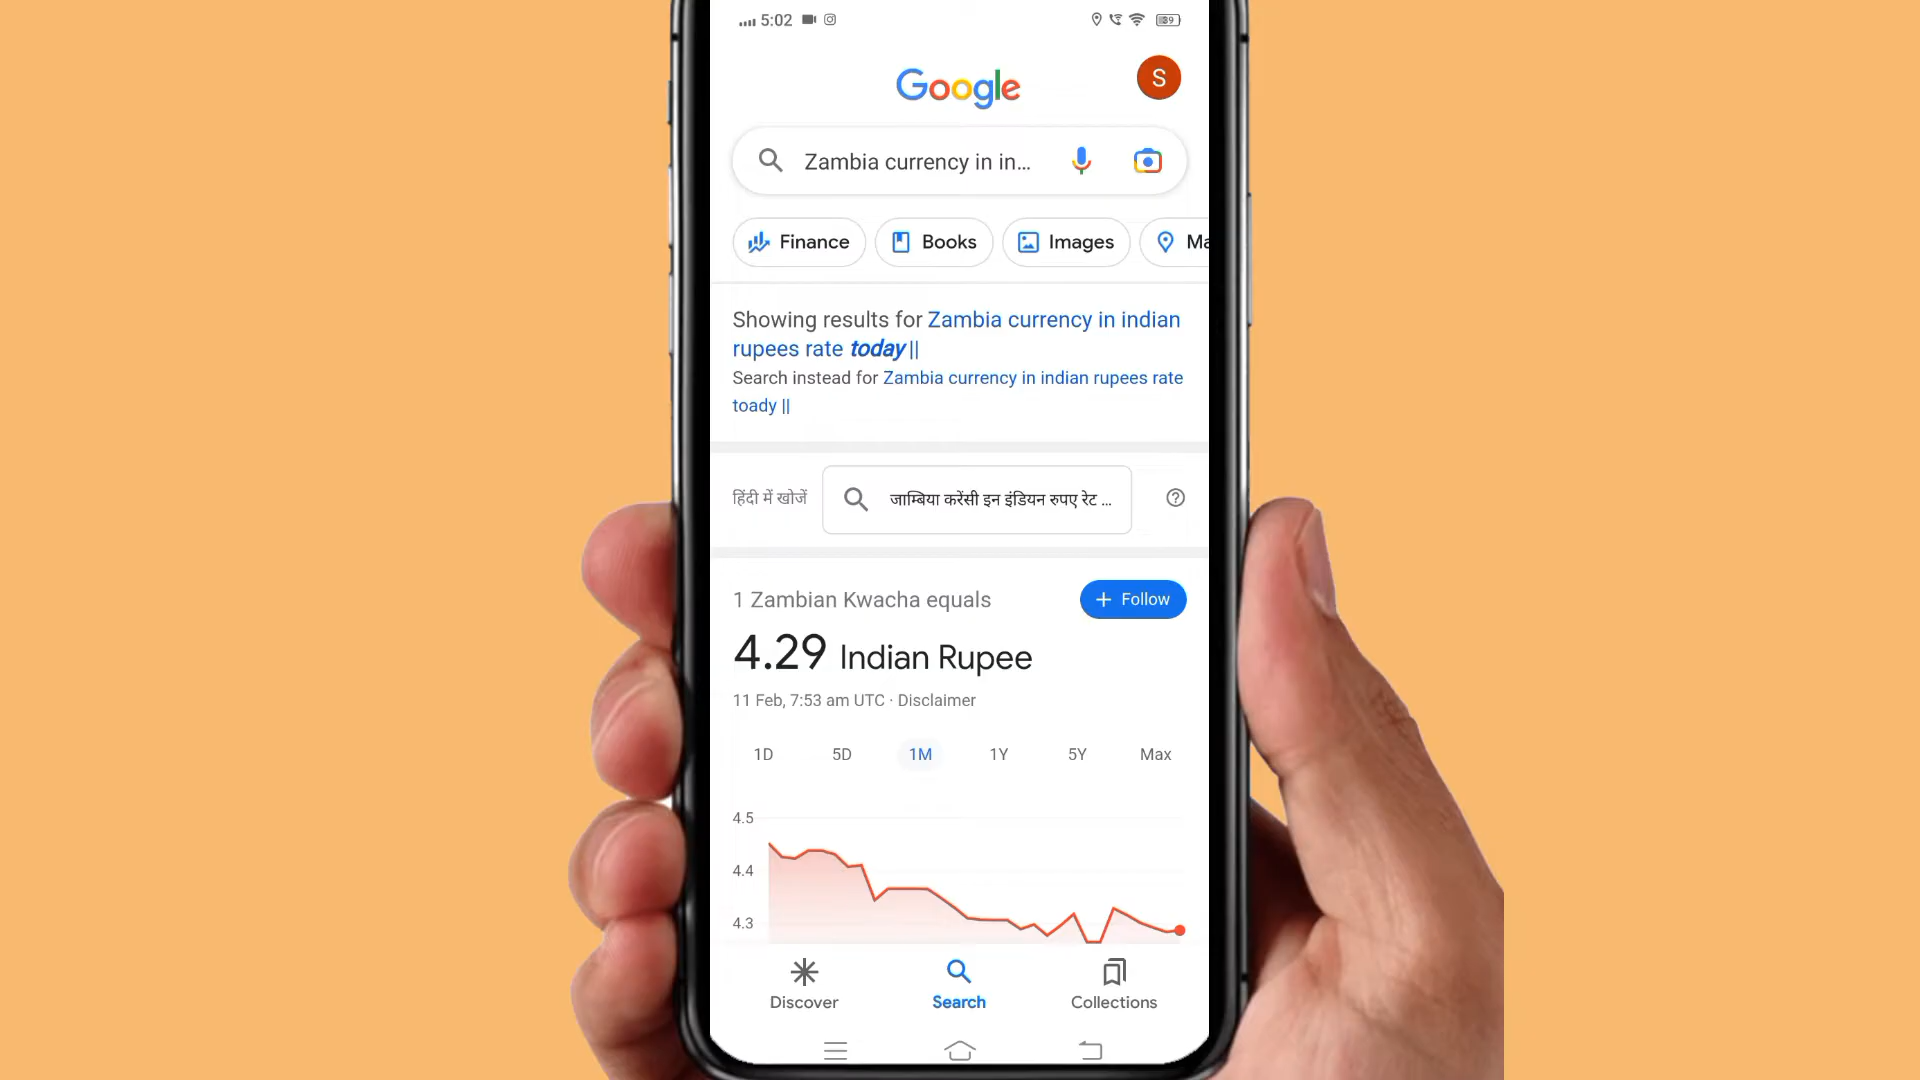 5:02
39
Google
S
Zambia currency in in...
Finance
Books
Images
Ma
Showing results for Zambia currency in indian
rupees rate today ||
Search instead for Zambia currency in indian rupees rate
toady ||
हिंदी में खोजें
जाम्बिया करेंसी इन इंडियन रुपए रेट ...
1 Zambian Kwacha equals
+ Follow
4.29 Indian Rupee
11 Feb, 7:53 am UTC · Disclaimer
1D 5D 1M 1Y 5Y Max
4.5
4.4
4.3
Discover
Search
Collections